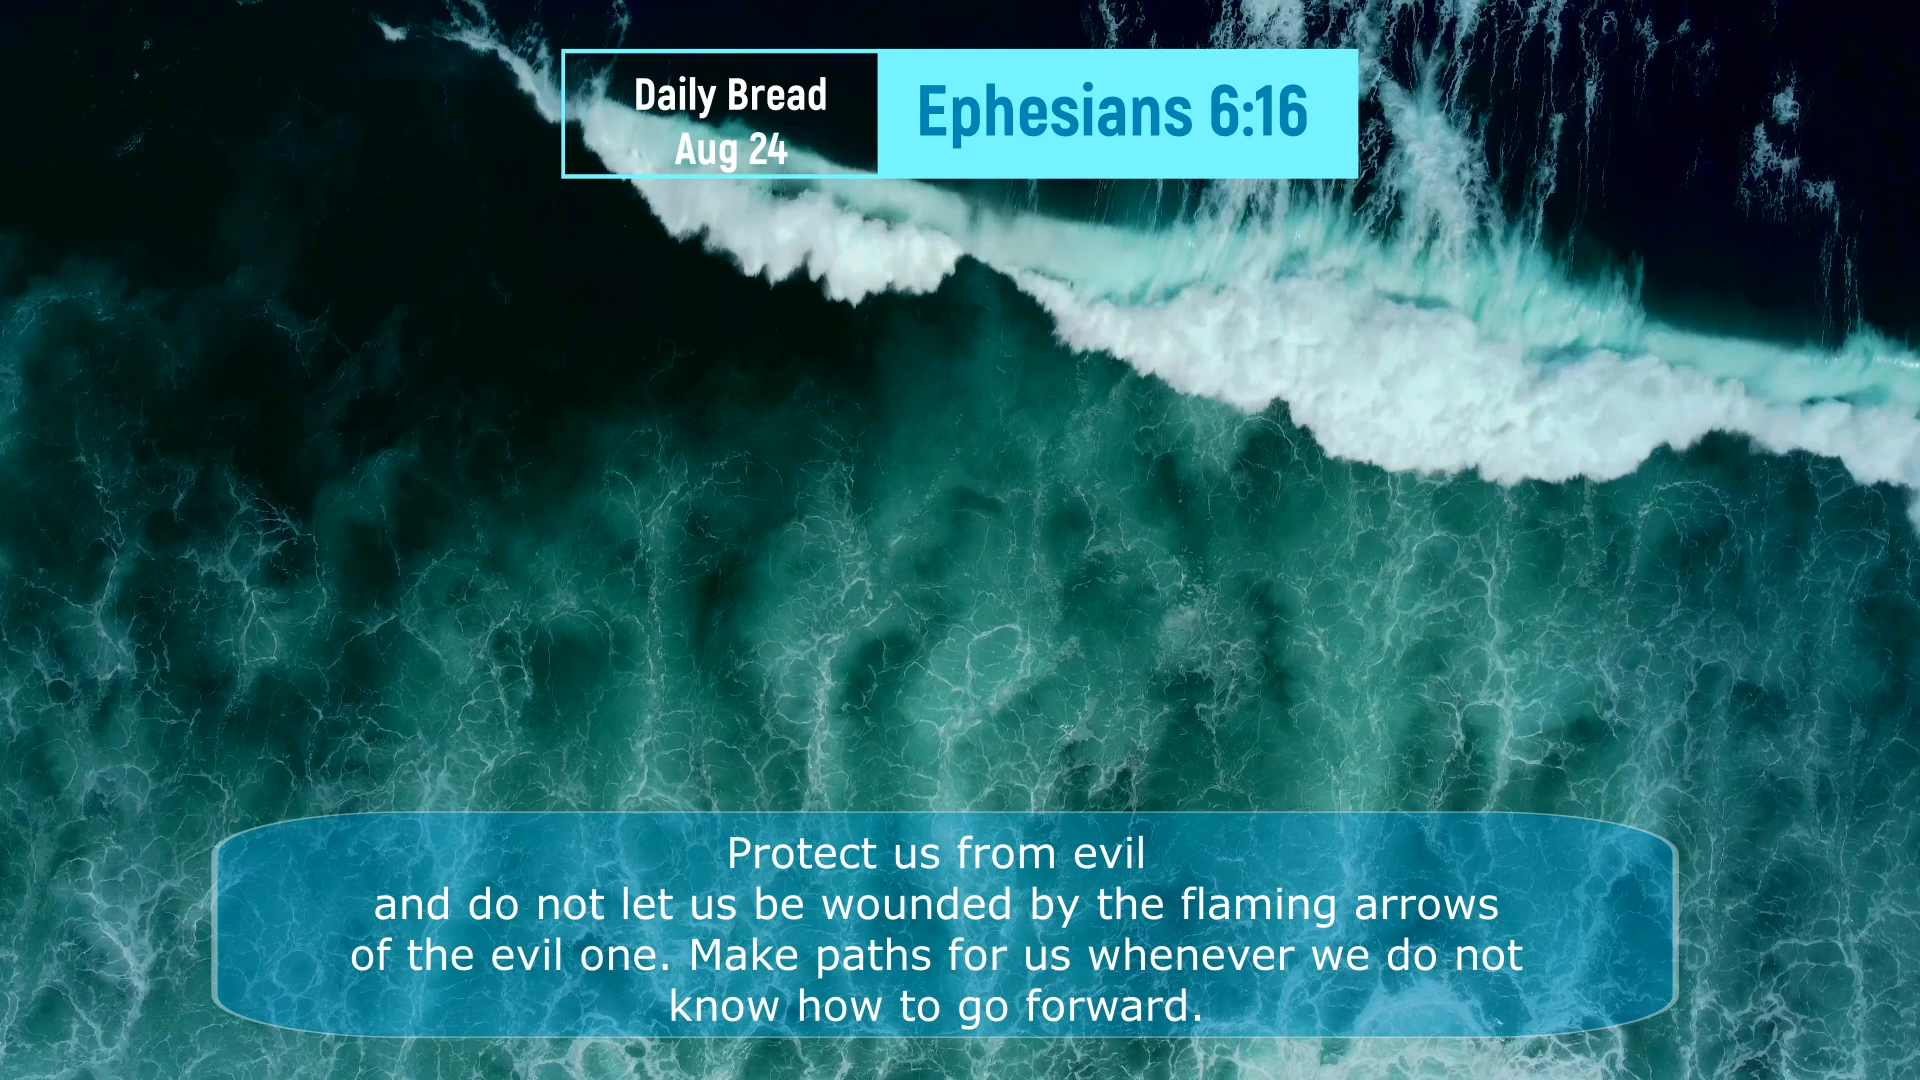 Daily Bread
Aug 24
Ephesians 6:16
Protect us from evil
and do not let us be wounded by the flaming arrows
of the evil one. Make paths for us whenever we do not
know how to go forward.